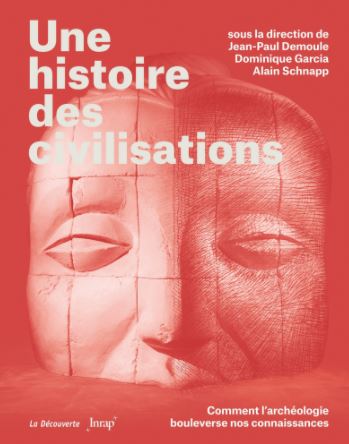 Une
histoire
des
civilisations
sous la direction de
Jean-Paul Demoule
Dominique Garcia
Alain Schnapp
Comment l'archéologie
bouleverse nos connaissances
La Découverte
Inrap